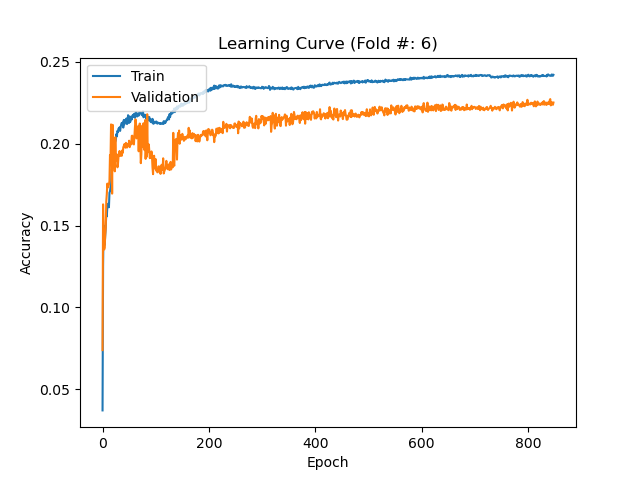 Learning Curve (Fold #: 6)
0.25
0.20
0.15
0.10
0.05
Accuracy
Train
Validation
0 200 400 600 800
Epoch